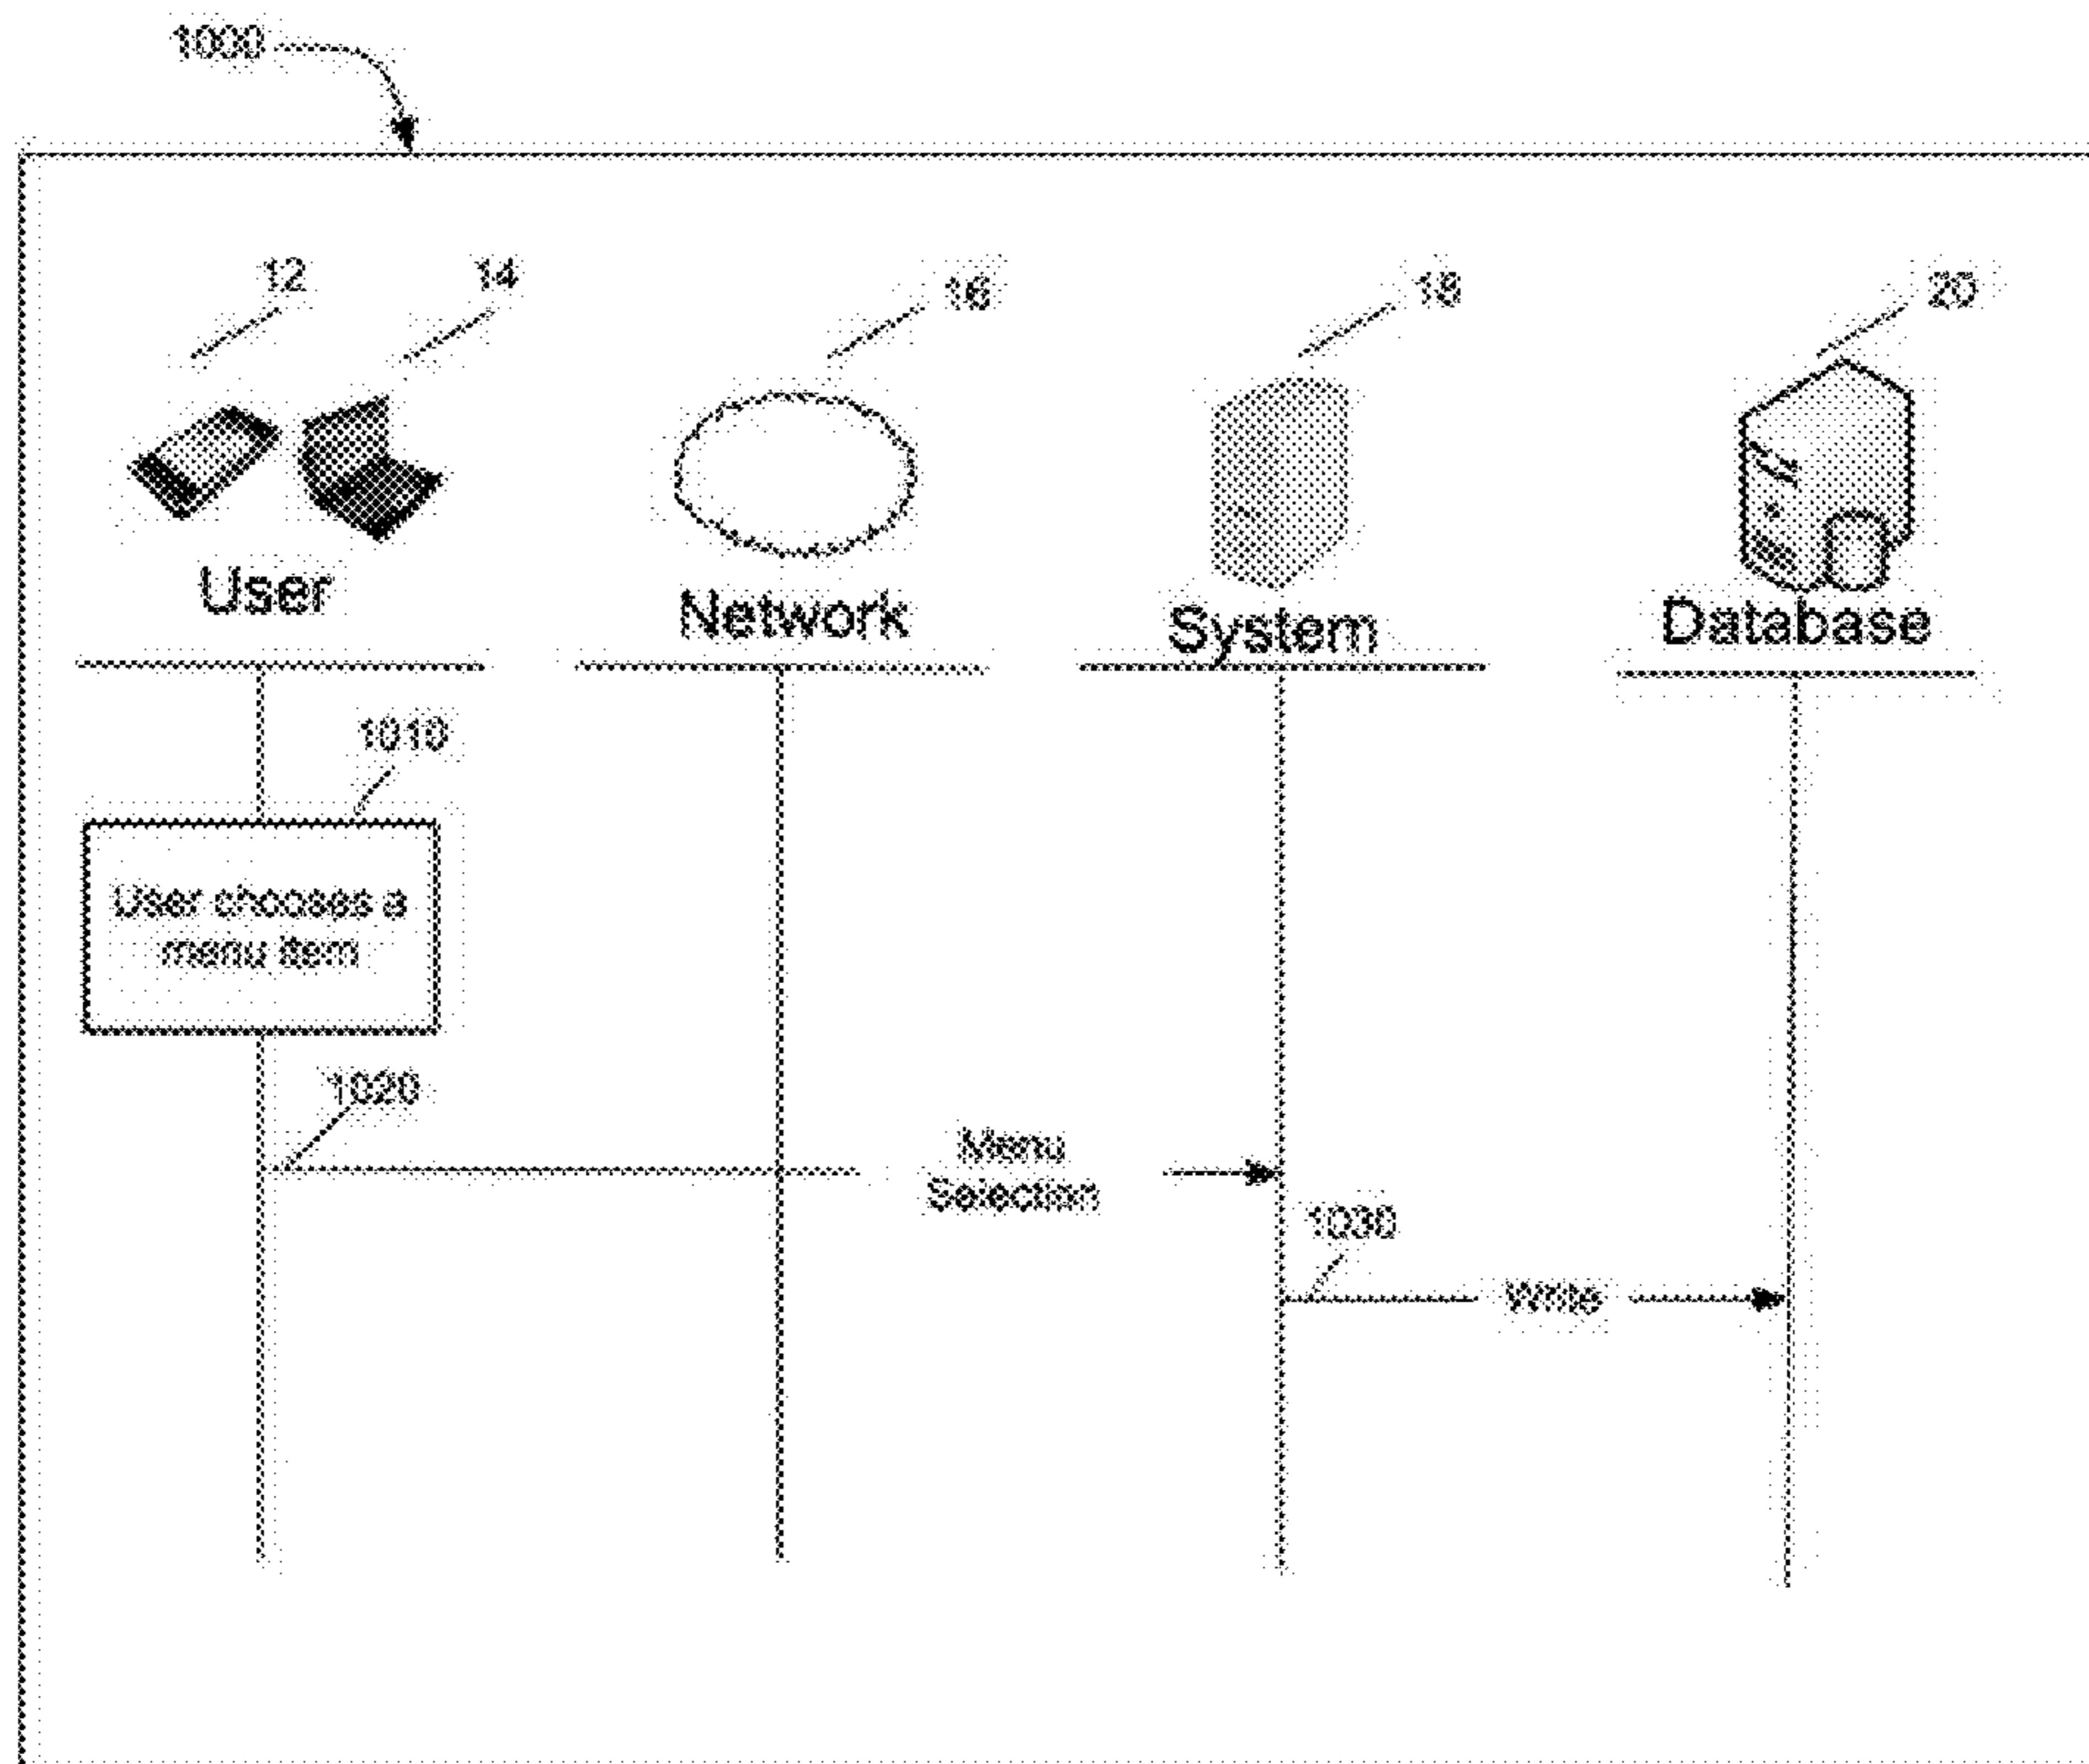 1000
12
14
16
18
20
User
Network
System
Database
1010
User chooses a
menu item
1020
Menu
Selection
1030
Write